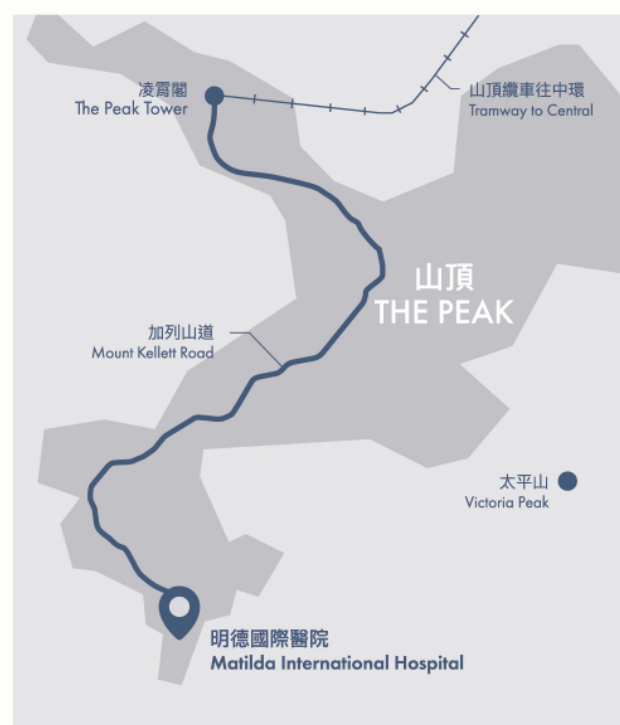 凌霄閣
The Peak Tower
山頂纜車往中環
Tramway to Central
山頂
THE PEAK
加列山道
Mount Kellett Road
太平山
Victoria Peak
明德國際醫院
Matilda International Hospital